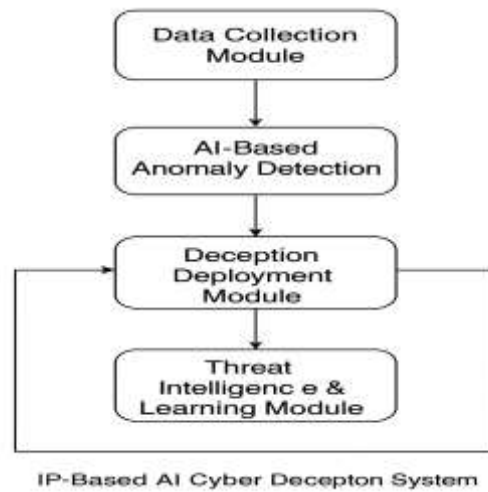 Data Collection
Module
AI-Based
Anomaly Detection
Deception
Deployment
Module
Threat
Intelligenc e &
Learning Module
IP-Based AI Cyber Decepton System